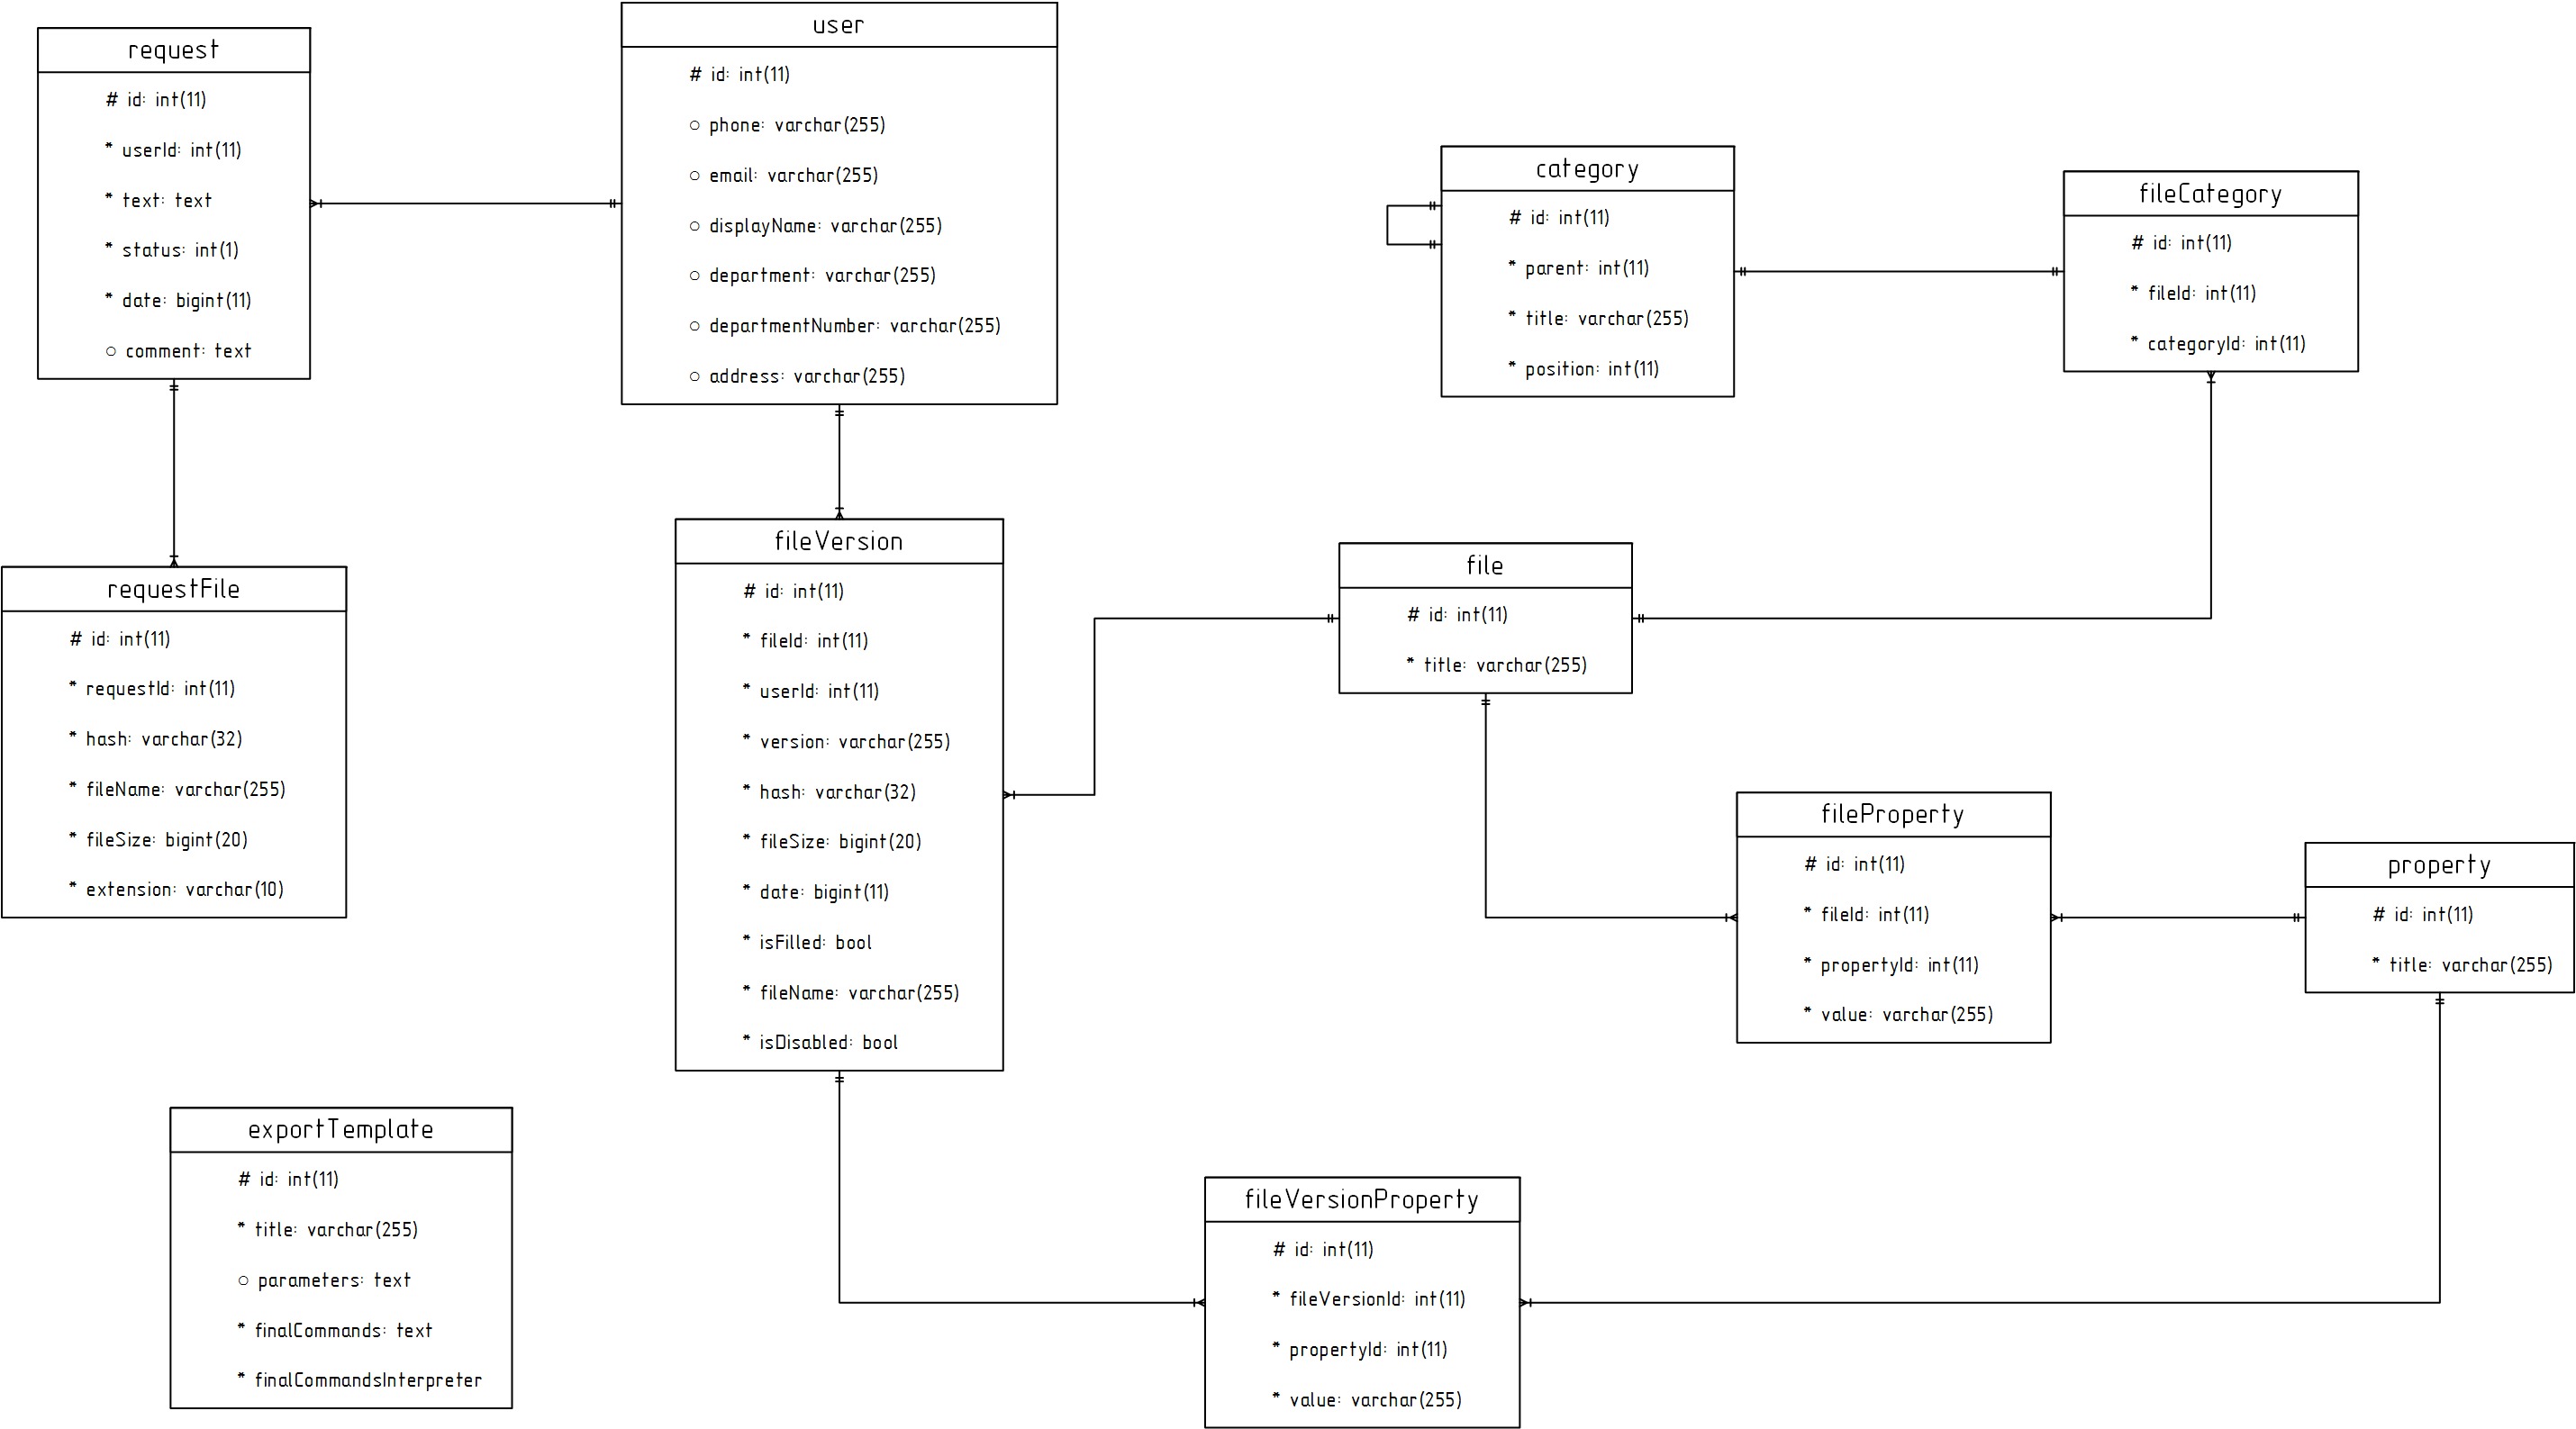 request
# id: int(11)
* userId: int(11)
* text: text
* status: int(1)
* date: bigint(11)
○ comment: text
user
# id: int(11)
○ phone: varchar(255)
○ email: varchar(255)
○ displayName: varchar(255)
○ department: varchar(255)
○ departmentNumber: varchar(255)
○ address: varchar(255)
category
# id: int(11)
* parent: int(11)
* title: varchar(255)
* position: int(11)
fileCategory
# id: int(11)
* fileId: int(11)
* categoryId: int(11)
requestFile
# id: int(11)
* requestId: int(11)
* hash: varchar(32)
* fileName: varchar(255)
* fileSize: bigint(20)
* extension: varchar(10)
fileVersion
# id: int(11)
* fileId: int(11)
* userId: int(11)
* version: varchar(255)
* hash: varchar(32)
* fileSize: bigint(20)
* date: bigint(11)
* isFilled: bool
* fileName: varchar(255)
* isDisabled: bool
file
# id: int(11)
* title: varchar(255)
fileProperty
# id: int(11)
* fileId: int(11)
* propertyId: int(11)
* value: varchar(255)
property
# id: int(11)
* title: varchar(255)
exportTemplate
# id: int(11)
* title: varchar(255)
○ parameters: text
* finalCommands: text
* finalCommandsInterpreter
fileVersionProperty
# id: int(11)
* fileVersionId: int(11)
* propertyId: int(11)
* value: varchar(255)